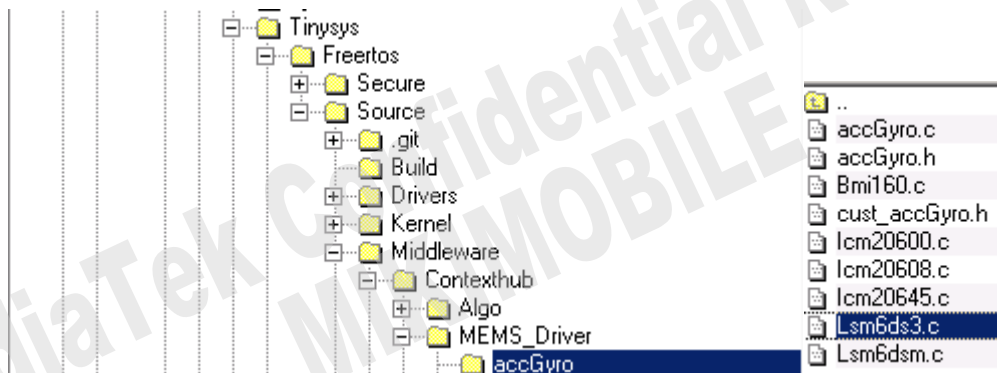 Tinysys
Freertos
Secure
Source
.git
Build
Drivers
Kernel
Middleware
Contexthub
Algo
MEMS_Driver
accGyro
..
accGyro.c
accGyro.h
Bmi160.c
cust_accGyro.h
Icm20600.c
Icm20608.c
Icm20645.c
Lsm6ds3.c
Lsm6dsm.c
MediaTek Confidential
MOBILE